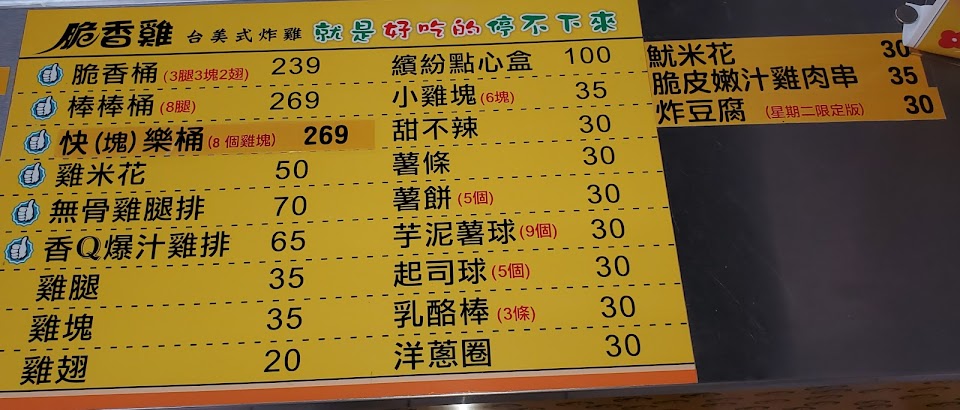 脆香雞 台美式炸雞 就是好吃的停不下來
脆香桶(3腿3塊2翅) 239
棒棒桶(8腿) 269
快(塊)樂桶(8 個雞塊) 269
雞米花 50
無骨雞腿排 70
香Q爆汁雞排 65
雞腿 35
雞塊 35
雞翅 20
繽紛點心盒 100
小雞塊(6塊) 35
甜不辣 30
薯條 30
薯餅(5個) 30
芋泥薯球(9個) 30
起司球(5個) 30
乳酪棒(3條) 30
洋蔥圈 30
魷米花 30
脆皮嫩汁雞肉串 35
炸豆腐 (星期二限定版) 30